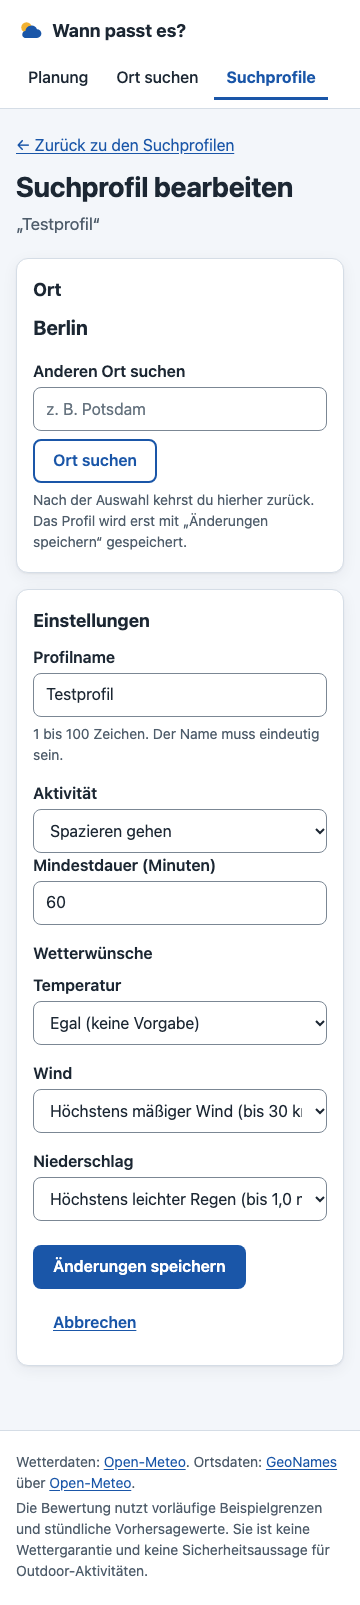 Wann passt es?
Planung Ort suchen Suchprofile
← Zurück zu den Suchprofilen
Suchprofil bearbeiten
„Testprofil“
Ort
Berlin
Anderen Ort suchen
z. B. Potsdam
Ort suchen
Nach der Auswahl kehrst du hierher zurück.
Das Profil wird erst mit „Änderungen
speichern“ gespeichert.
Einstellungen
Profilname
Testprofil
1 bis 100 Zeichen. Der Name muss eindeutig
sein.
Aktivität
Spazieren gehen
Mindestdauer (Minuten)
60
Wetterwünsche
Temperatur
Egal (keine Vorgabe)
Wind
Höchstens mäßiger Wind (bis 30
Niederschlag
Höchstens leichter Regen (bis 1,0
Änderungen speichern
Abbrechen
Wetterdaten: Open-Meteo. Ortsdaten: GeoNames
über Open-Meteo.
Die Bewertung nutzt vorläufige Beispielgrenzen
und stündliche Vorhersagewerte. Sie ist keine
Wettergarantie und keine Sicherheitsaussage für
Outdoor-Aktivitäten.